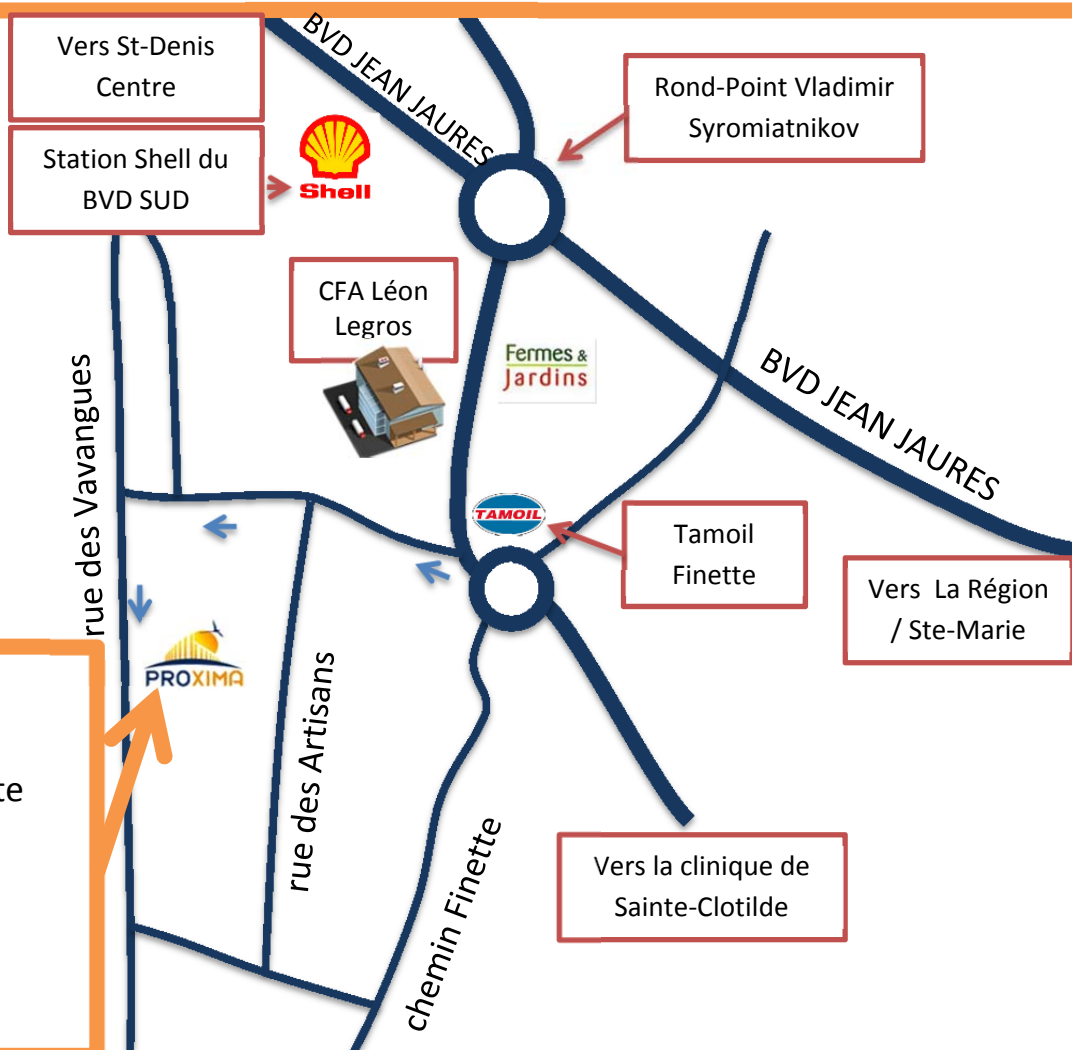 BVD JEAN JAURES
Vers St-Denis
Centre
Rond-Point Vladimir
Syromiatnikov
Station Shell du
BVD SUD
Shell
CFA Léon
Legros
Fermes &
Jardins
BVD JEAN JAURES
rue des Vavangues
TAMOIL
Tamoil
Finette
Vers La Région
/ Ste-Marie
PROXIMA
rue des Artisans
te
chemin Finette
Vers la clinique de
Sainte-Clotilde